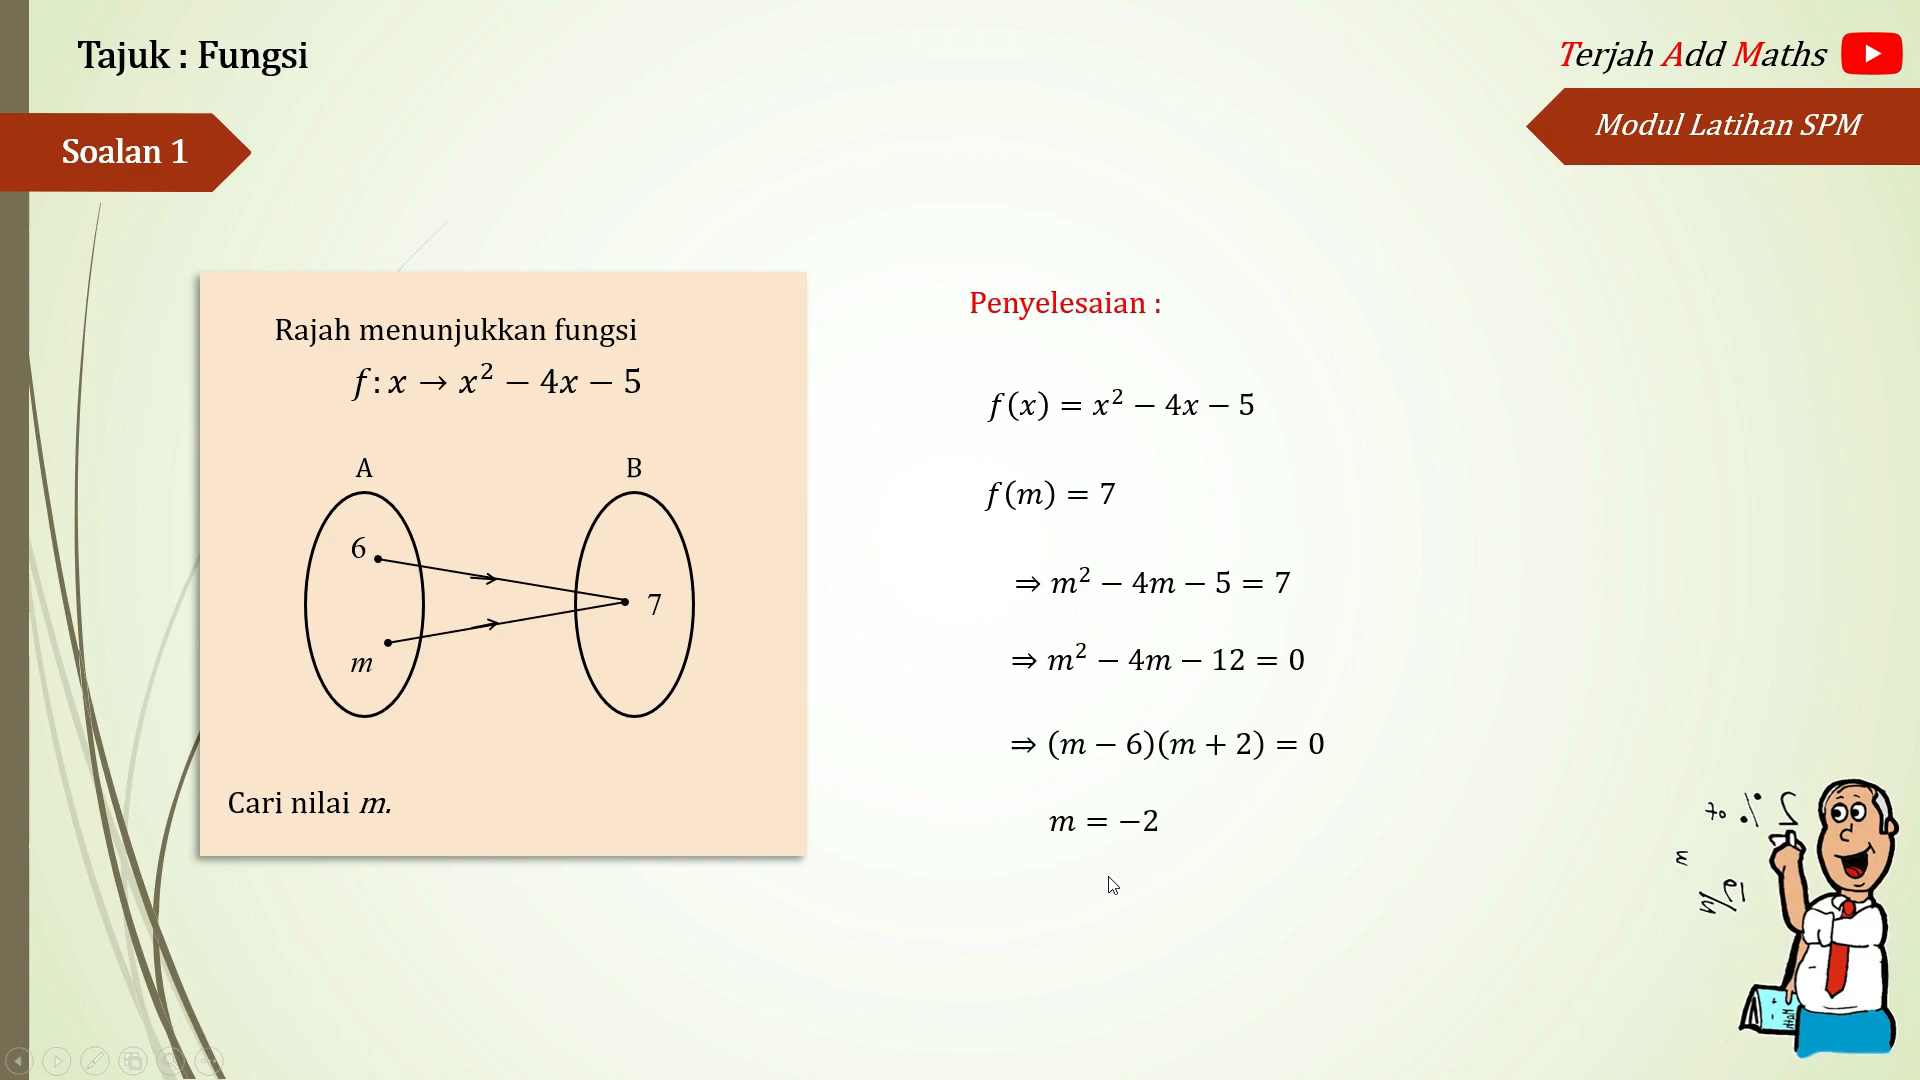 Tajuk : Fungsi
Terjah Add Maths
Modul Latihan SPM
Soalan 1
Rajah menunjukkan fungsi
f : x → x² − 4x − 5
A
B
6
7
m
Cari nilai m.
Penyelesaian :
f(x) = x² − 4x − 5
f(m) = 7
⇒ m² − 4m − 5 = 7
⇒ m² − 4m − 12 = 0
⇒ (m − 6)(m + 2) = 0
m = −2